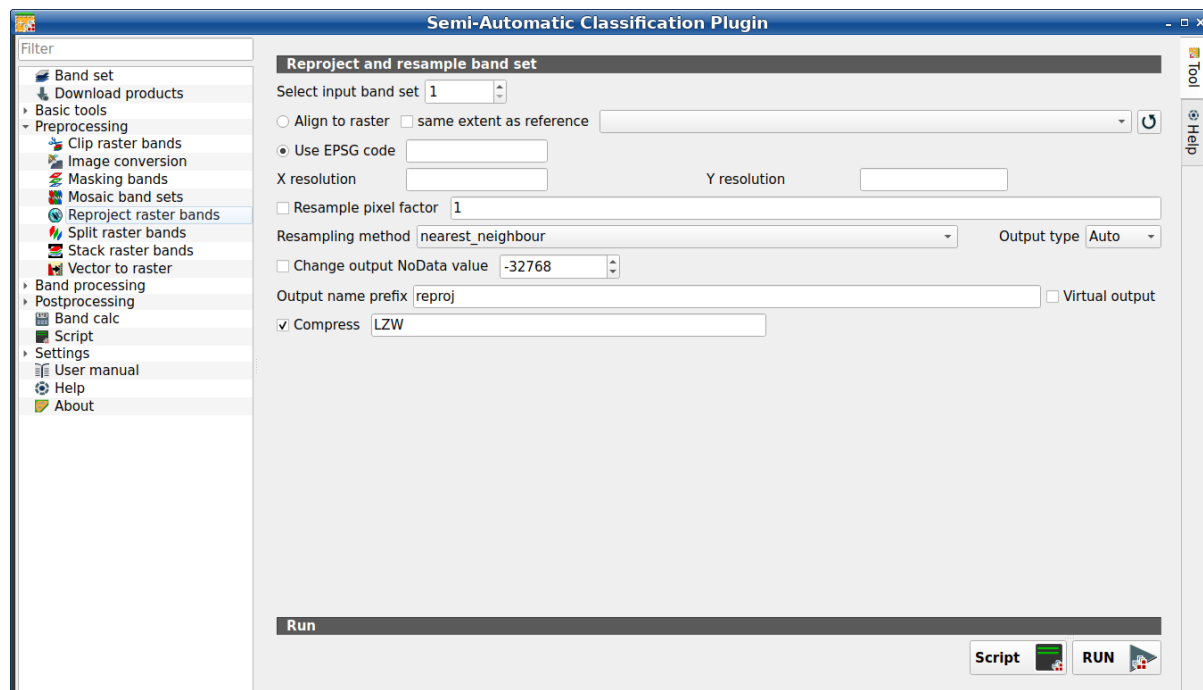 Semi-Automatic Classification Plugin
Filter
Band set
Download products
Basic tools
Preprocessing
Clip raster bands
Image conversion
Masking bands
Mosaic band sets
Reproject raster bands
Split raster bands
Stack raster bands
Vector to raster
Band processing
Postprocessing
Band calc
Script
Settings
User manual
Help
About
Reproject and resample band set
Select input band set 1
Align to raster same extent as reference
Use EPSG code
X resolution Y resolution
Resample pixel factor 1
Resampling method nearest_neighbour Output type Auto
Change output NoData value -32768
Output name prefix reproj Virtual output
Compress LZW
Run
Script RUN
Tool
Help